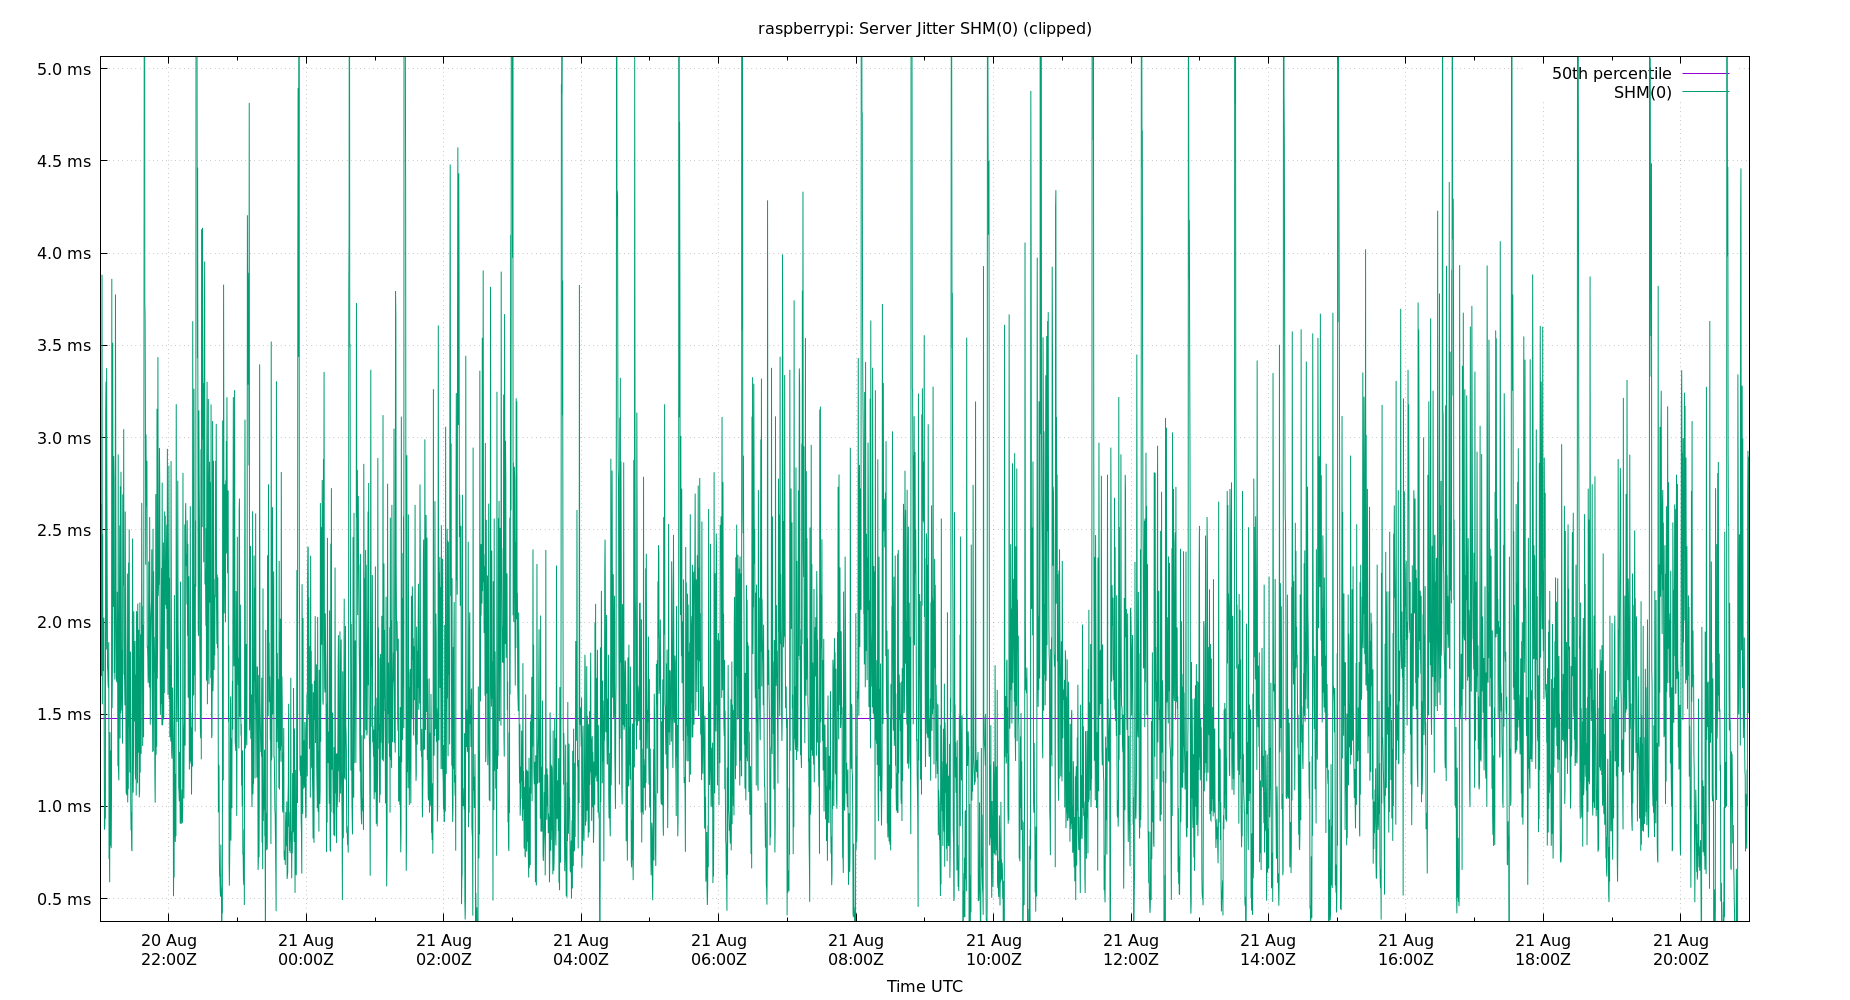 raspberrypi: Server Jitter SHM(0) (clipped)
5.0 ms
50th percentile
SHM(0)
4.5 ms
4.0 ms
3.5 ms
3.0 ms
2.5 ms
2.0 ms
1.5 ms
1.0 ms
0.5 ms
20 Aug 21 Aug 21 Aug 21 Aug 21 Aug 21 Aug 21 Aug 21 Aug 21 Aug 21 Aug 21 Aug 21 Aug
22:00Z 00:00Z 02:00Z 04:00Z 06:00Z 08:00Z 10:00Z 12:00Z 14:00Z 16:00Z 18:00Z 20:00Z
Time UTC